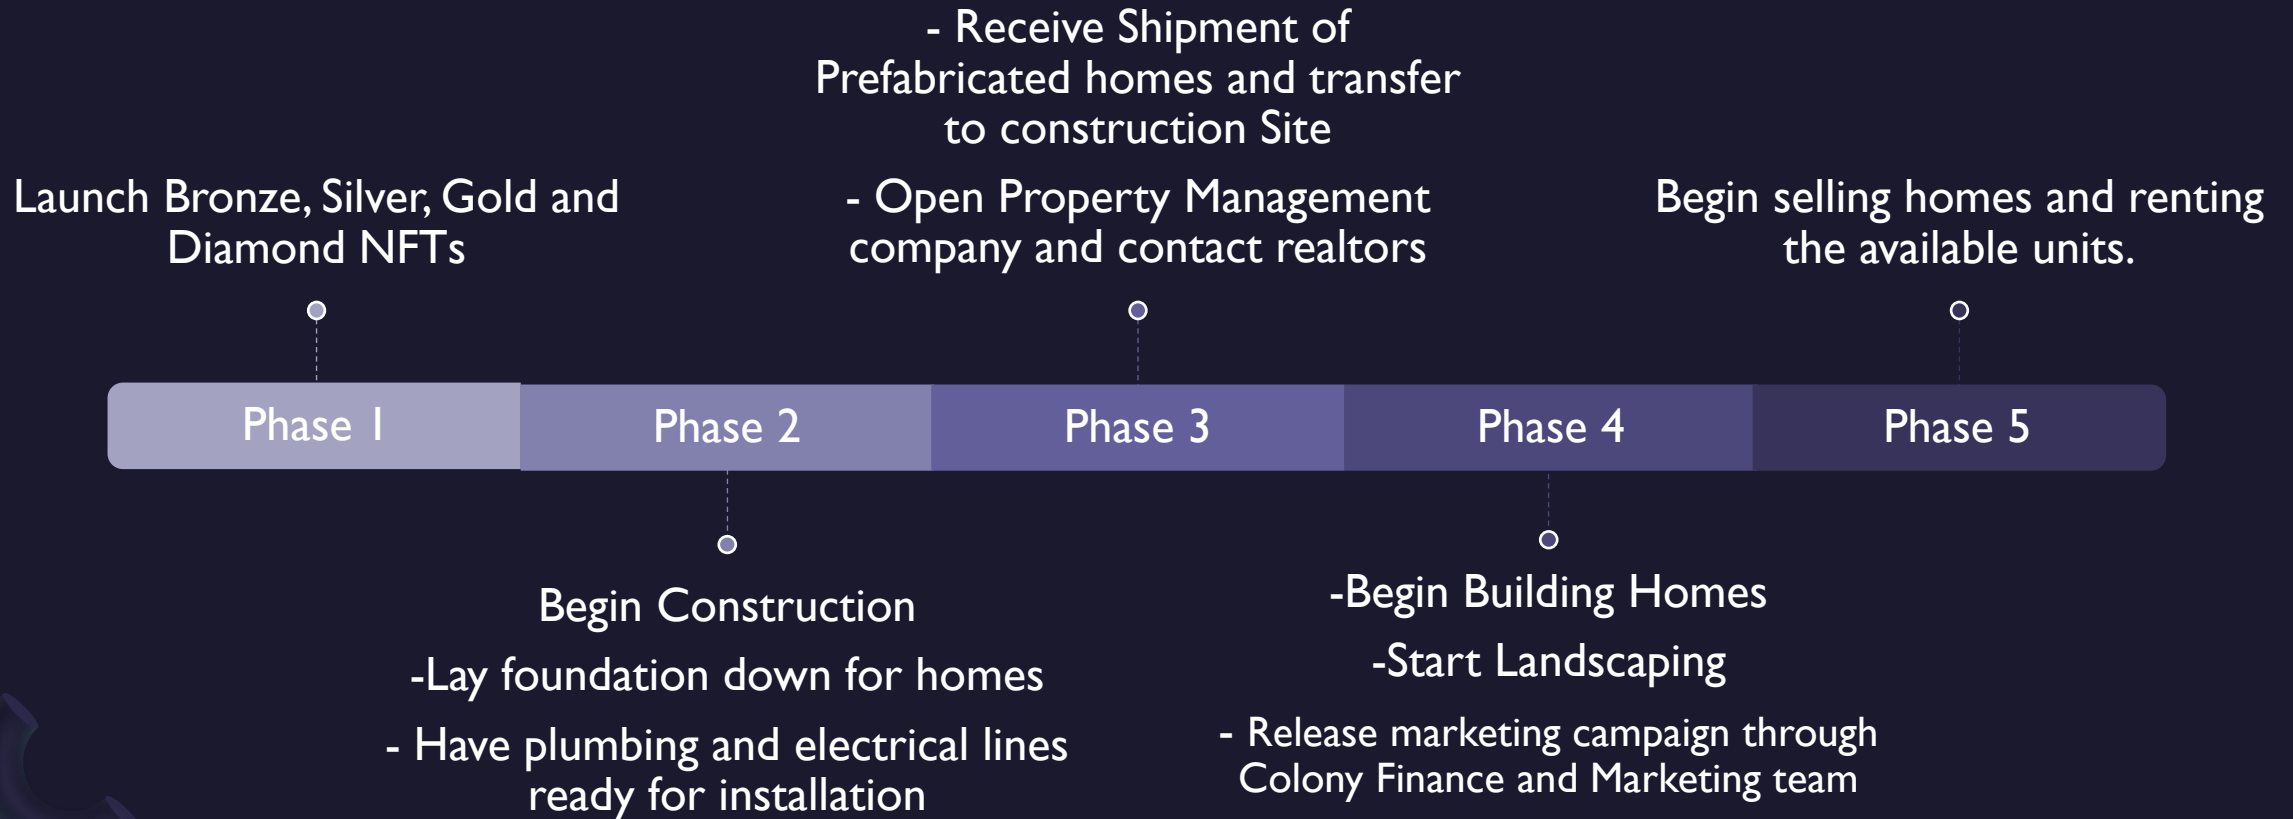 Launch Bronze, Silver, Gold and
Diamond NFTs
- Receive Shipment of
Prefabricated homes and transfer
to construction Site
- Open Property Management
company and contact realtors
Begin selling homes and renting
the available units.
Phase 1
Phase 2
Phase 3
Phase 4
Phase 5
Begin Construction
-Lay foundation down for homes
- Have plumbing and electrical lines
ready for installation
-Begin Building Homes
-Start Landscaping
- Release marketing campaign through
Colony Finance and Marketing team